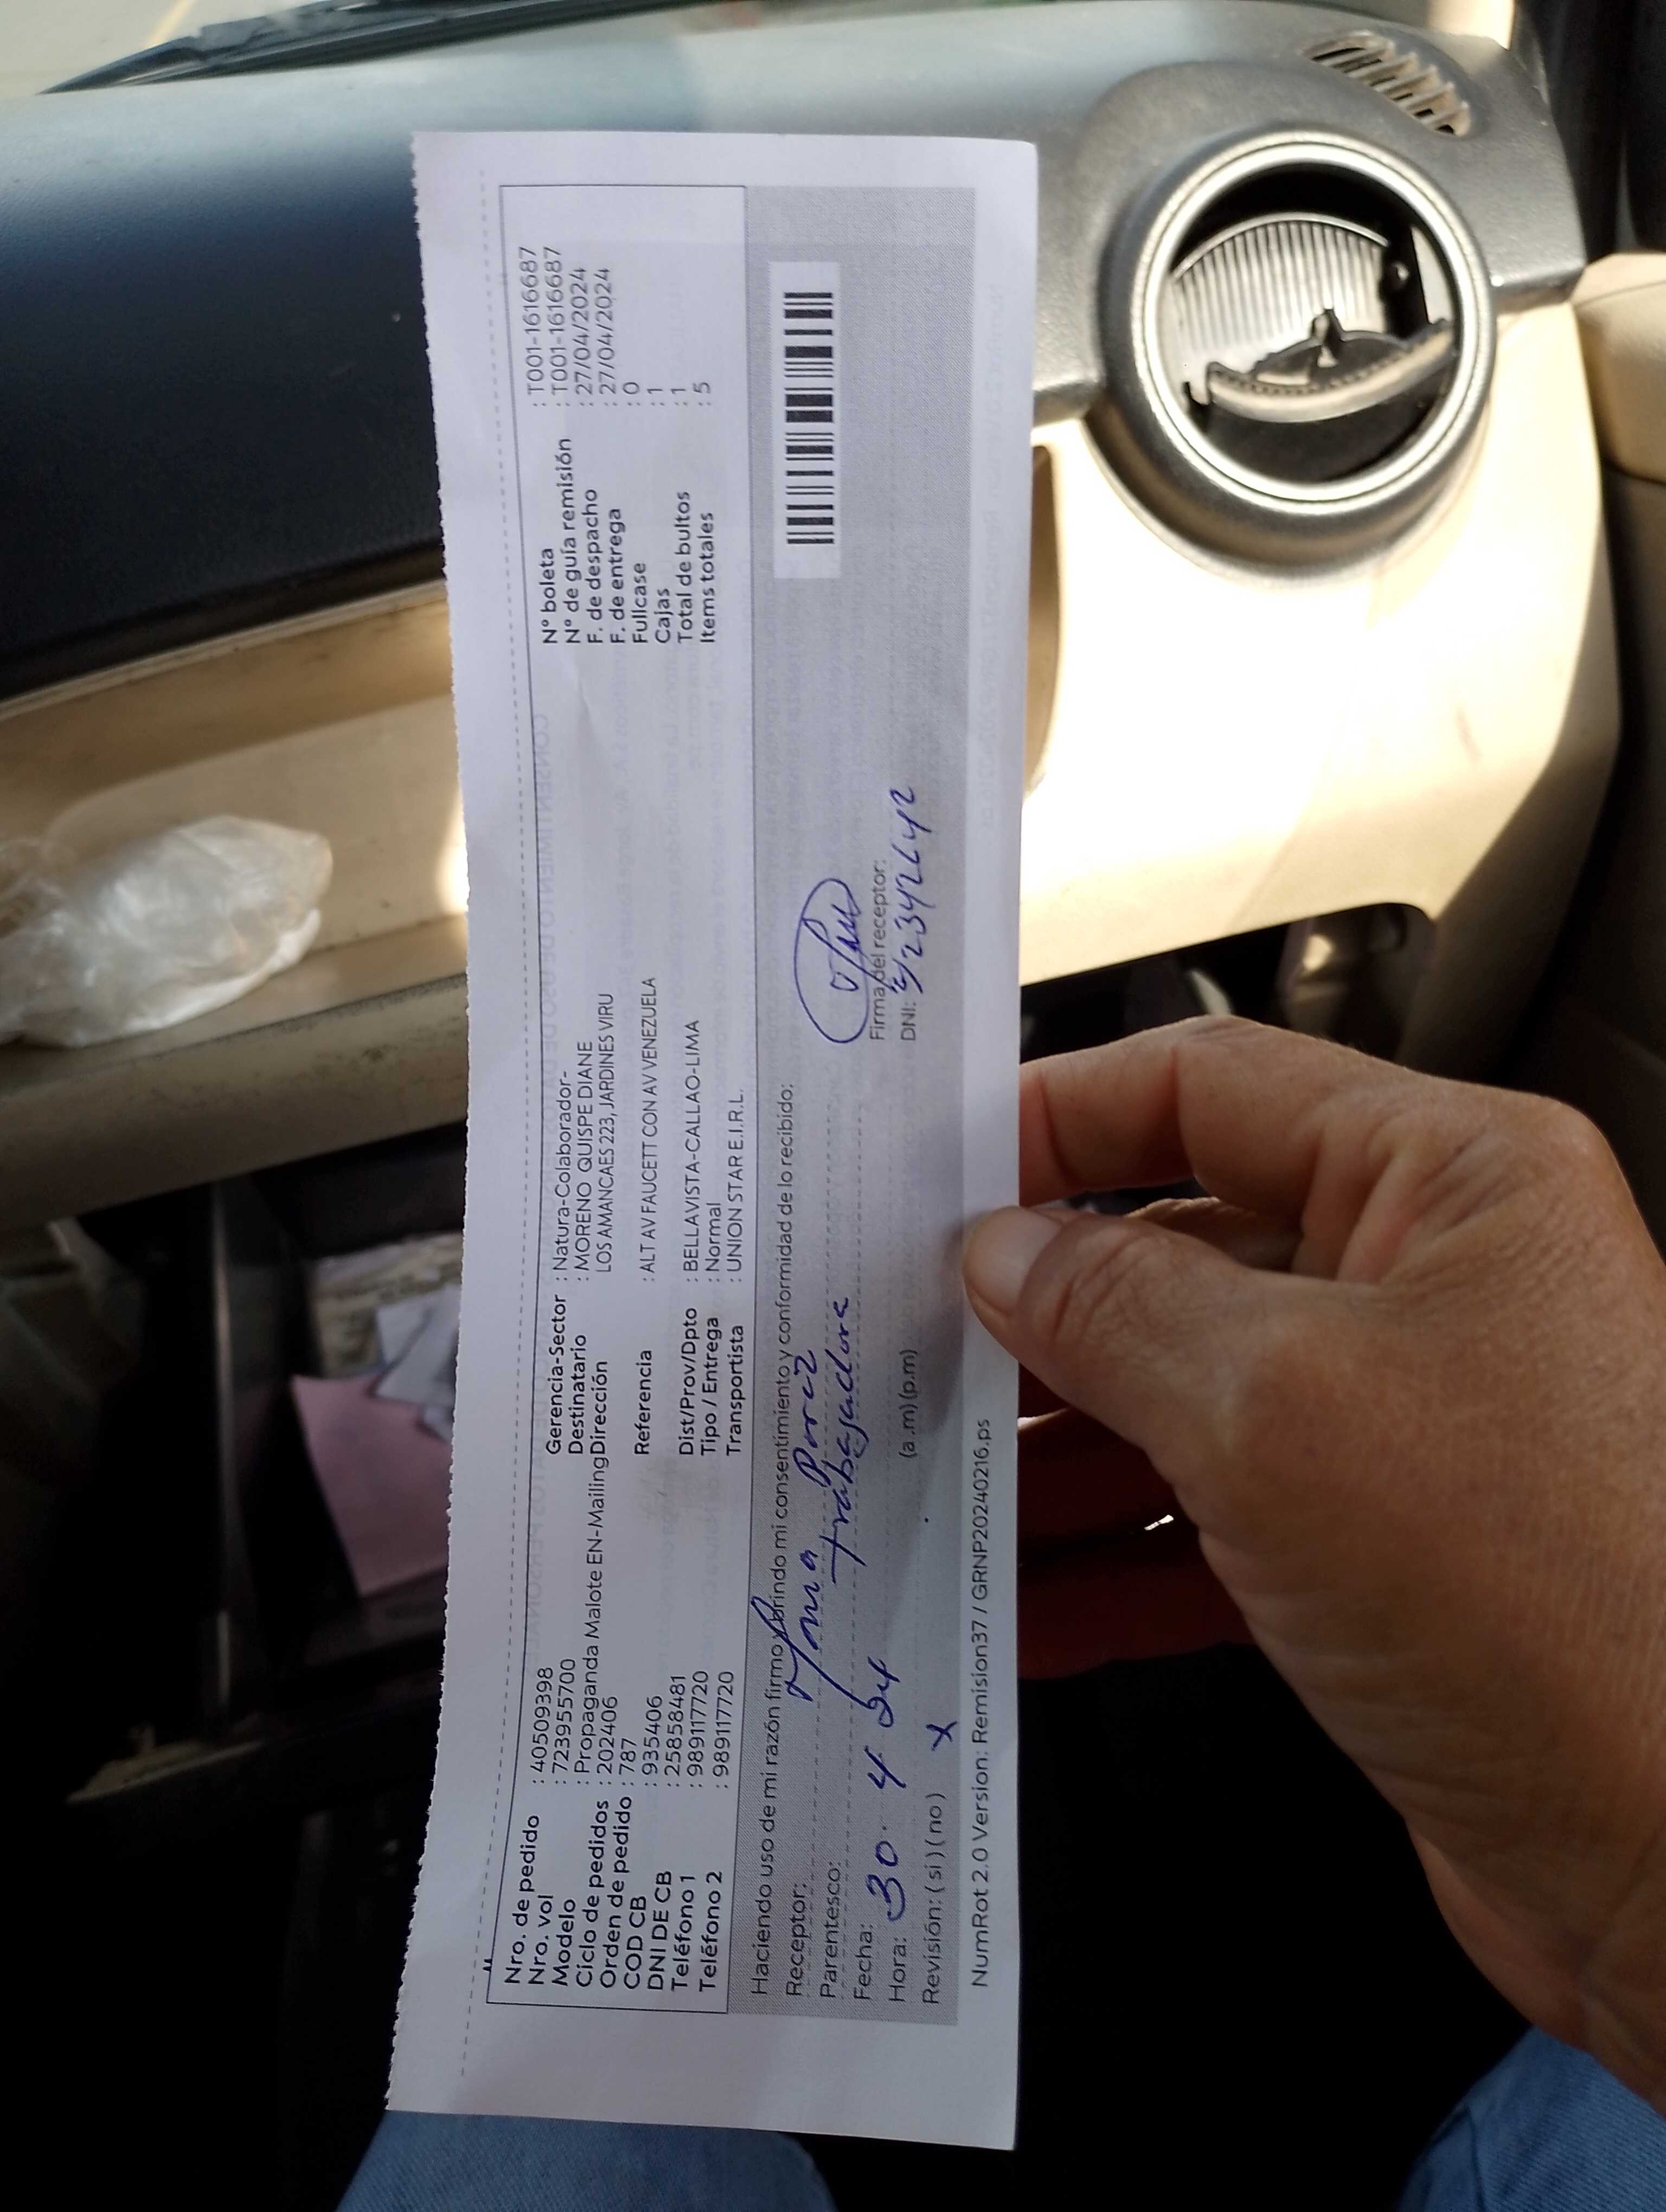 Nro. de pedido : 40509398
Nro. vol : 723955700
Modelo : Propaganda Malote EN-Mailing
Ciclo de pedidos : 202406
Orden de pedido : 787
COD CB : 935406
DNI DE CB : 25858481
Teléfono 1 : 989117720
Teléfono 2 : 989117720
Gerencia-Sector : Natura-Colaborador-
Destinatario : MORENO QUISPE DIANE
Dirección LOS AMANCAES 223, JARDINES VIRU
Referencia : ALT AV FAUCETT CON AV VENEZUELA
Dist/Prov/Dpto : BELLAVISTA-CALLAO-LIMA
Tipo / Entrega : Normal
Transportista : UNION STAR E.I.R.L.
N° boleta : T001-1616687
N° de guía remisión : T001-1616687
F. de despacho : 27/04/2024
F. de entrega : 27/04/2024
Fullcase : 0
Cajas : 1
Total de bultos : 1
Items totales : 5
Haciendo uso de mi razón firmo y brindo mi consentimiento y conformidad de lo recibido:
Receptor:
Parentesco: trabajadora
Fecha: 30. 4 24
Hora: (a.m)(p.m)
Revisión: (si) (no) X
Firma del receptor:
DNI:
NumRot 2.0 Version: Remision37 / GRNP20240216.ps